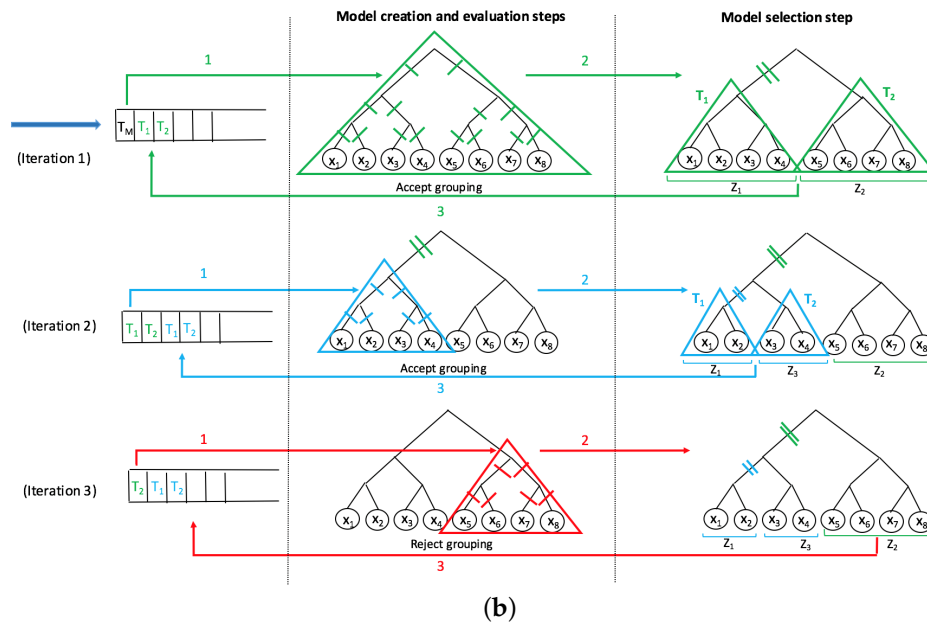 Model creation and evaluation steps
Model selection step
1
2
T_M T_1 T_2
T_1
T_2
(Iteration 1)
x_1 x_2 x_3 x_4 x_5 x_6 x_7 x_8
x_1 x_2 x_3 x_4 x_5 x_6 x_7 x_8
Accept grouping
Z_1
Z_2
3
1
2
T_1
T_2
(Iteration 2)
T_1 T_2 T_1 T_2
x_1 x_2 x_3 x_4 x_5 x_6 x_7 x_8
x_1 x_2 x_3 x_4 x_5 x_6 x_7 x_8
Accept grouping
Z_1
Z_3
Z_2
3
1
2
(Iteration 3)
T_2 T_1 T_2
x_1 x_2 x_3 x_4 x_5 x_6 x_7 x_8
x_1 x_2 x_3 x_4 x_5 x_6 x_7 x_8
Reject grouping
Z_1
Z_3
Z_2
3
(b)